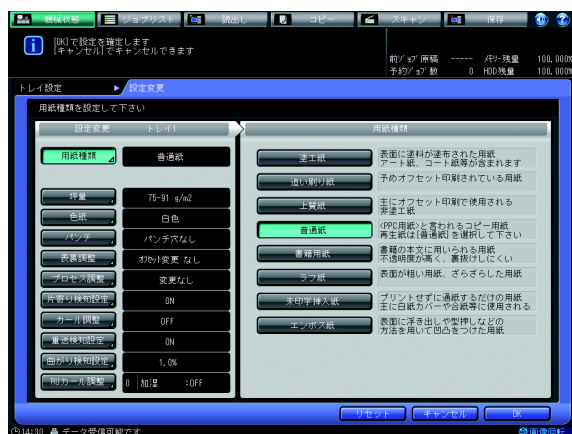 機械状態 ジョブリスト 読出し コピー スキャン 保存
[OK]で設定を確定します
[キャンセル]でキャンセルできます
前ｼﾞｮﾌﾞ原稿 ----- ﾒﾓﾘｰ残量 100.000%
予約ｼﾞｮﾌﾞ数 0 HDD残量 100.000%
トレイ設定 ▶ 設定変更
用紙種類を設定して下さい
設定変更 トレイ1
用紙種類 普通紙
坪量 75-91 g/m2
色紙 白色
パンチ パンチ穴なし
表裏調整 ｵﾌｾｯﾄ変更 なし
プロセス調整 変更なし
片寄り検知設定 ON
カール調整 OFF
重送検知設定 ON
曲がり検知設定 1.0%
RUカール調整 0 加湿 :OFF
用紙種類
塗工紙 表面に塗料が塗布された用紙
アート紙、コート紙等が含まれます
追い刷り紙 予めオフセット印刷されている用紙
上質紙 主にオフセット印刷で使用される
非塗工紙
普通紙 <PPC用紙>と言われるコピー用紙
再生紙は[普通紙]を選択して下さい
書籍用紙 書籍の本文に用いられる用紙
不透明度が高く、裏抜けしにくい
ラフ紙 表面が粗い用紙、ざらざらした用紙
未印字挿入紙 プリントせずに通紙するだけの用紙
主に白紙カバーや合紙等に使用される
エンボス紙 表面に浮き出しや型押しなどの
方法を用いて凹凸をつけた用紙
リセット キャンセル OK
14:30 データ受信可能です 画像回転